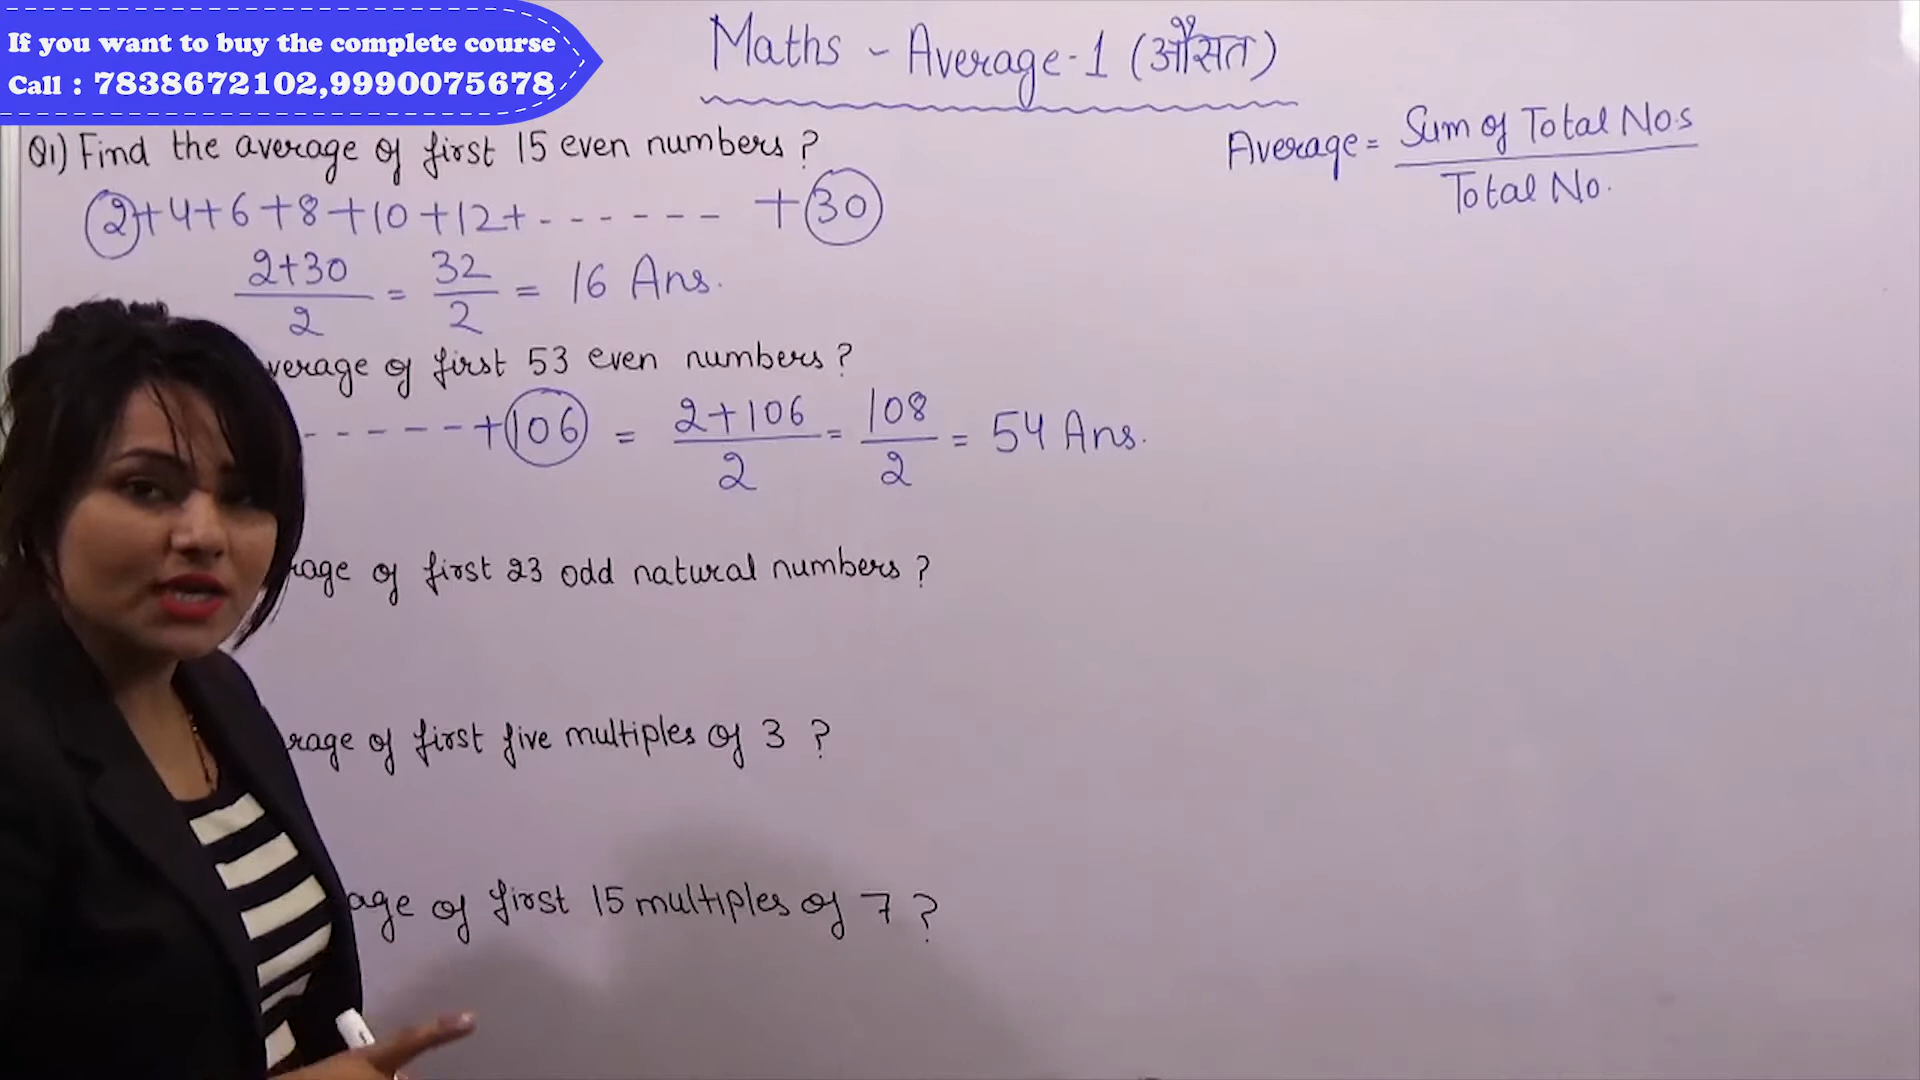 If you want to buy the complete course
Call : 7838672102,9990075678
Maths - Average-1 (औसत)
Average = Sum of Total No.s / Total No.
Q1) Find the average of first 15 even numbers ?
2+4+6+8+10+12+------ +30
2+30 / 2 = 32 / 2 = 16 Ans.
verage of first 53 even numbers ?
------+106 = 2+106 / 2 = 108 / 2 = 54 Ans.
rage of first 23 odd natural numbers ?
rage of first five multiples of 3 ?
age of first 15 multiples of 7 ?